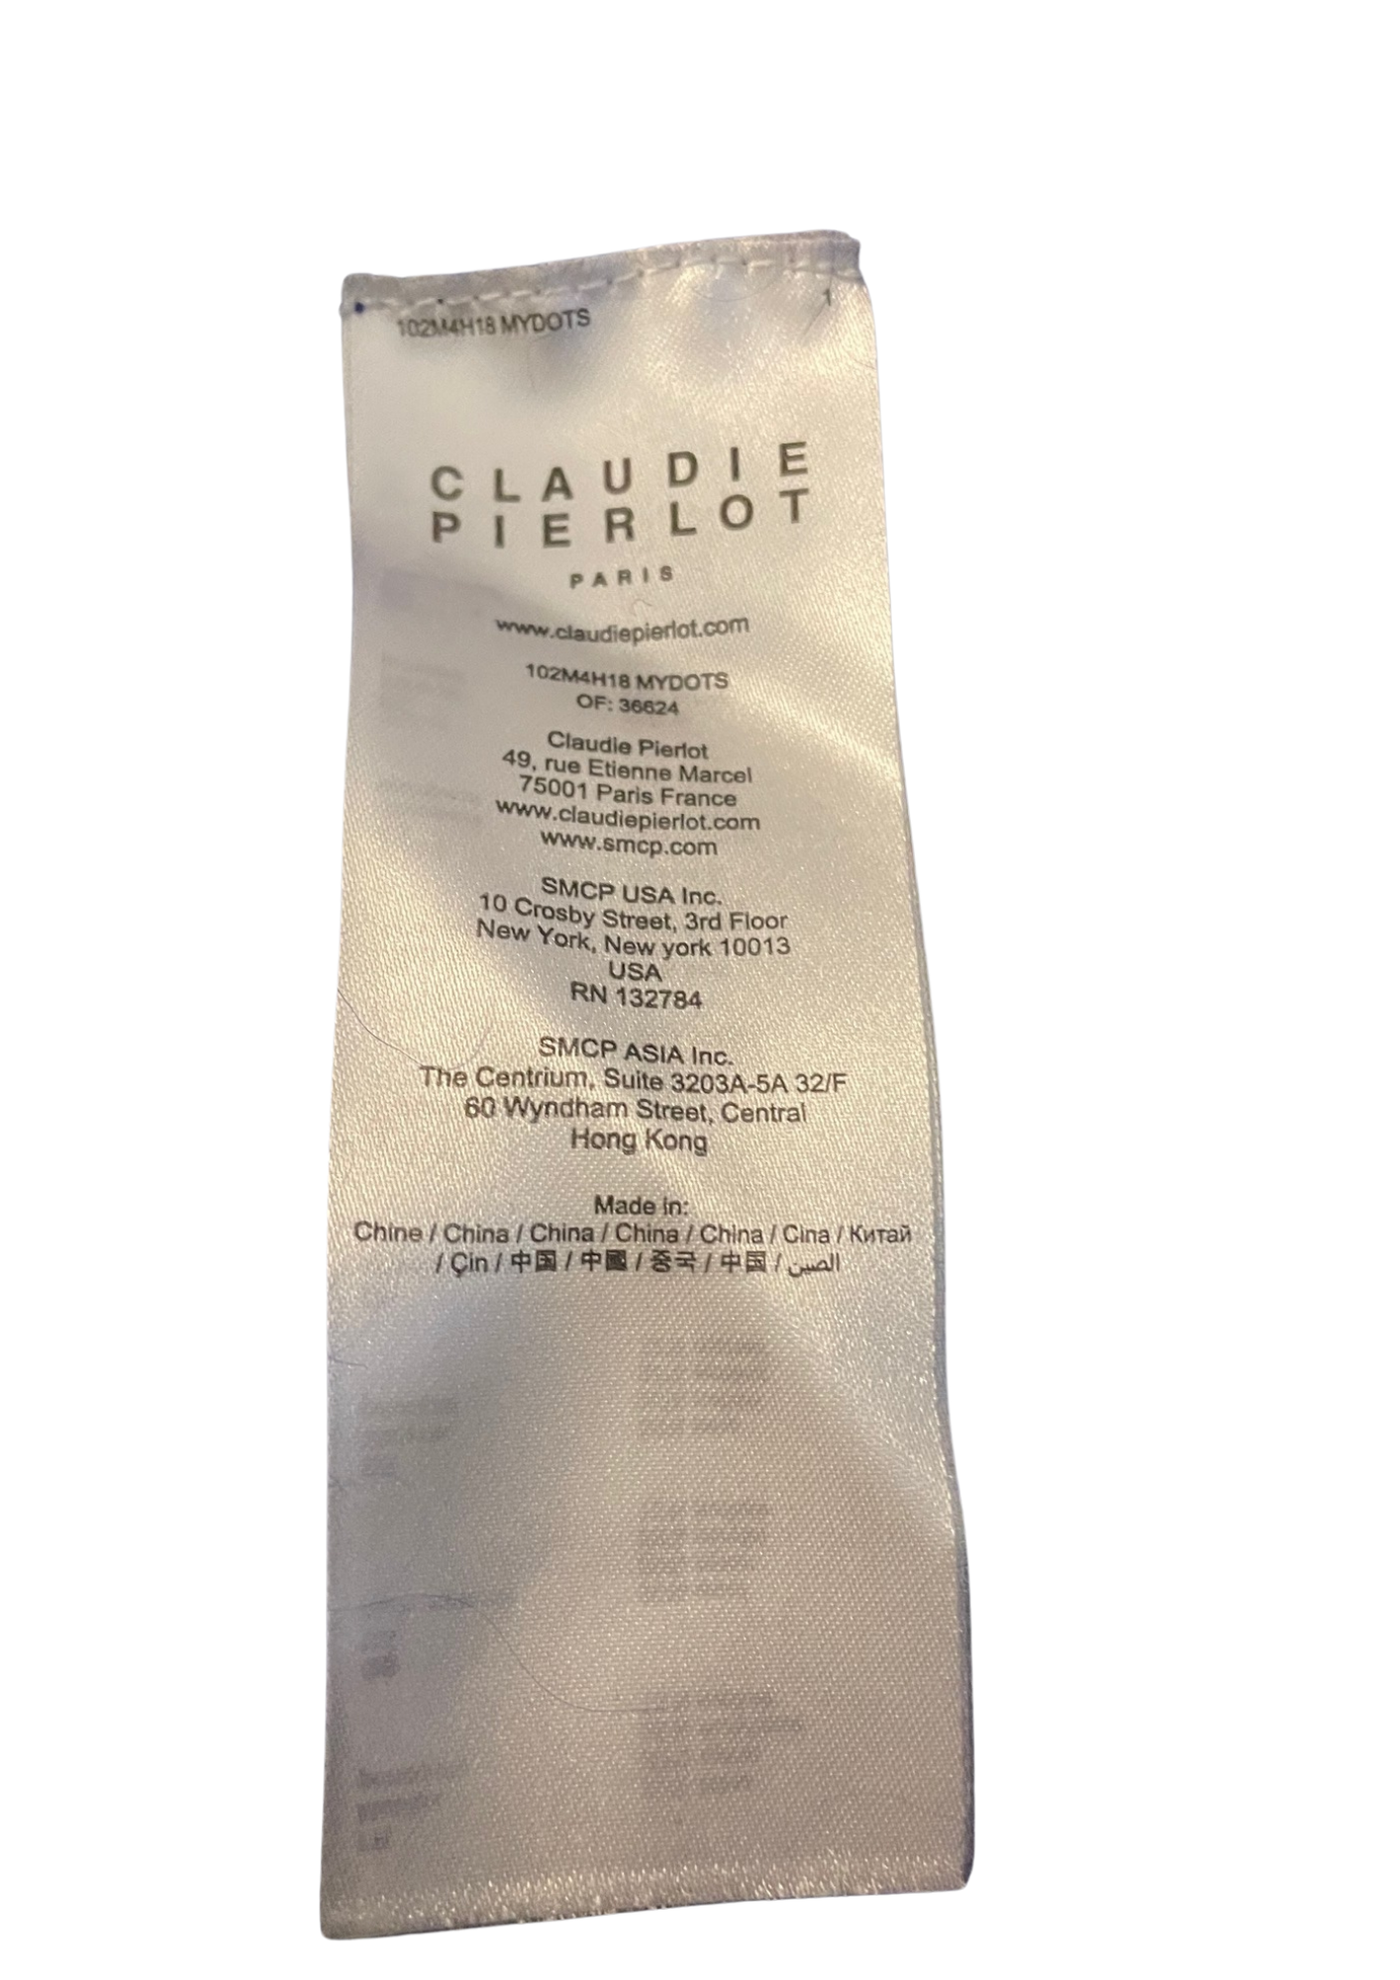 1
102M4H18 MYDOTS
CLAUDIE
PIERLOT
PARIS
www.claudiepierlot.com
102M4H18 MYDOTS
OF: 36624
Claudie Pierlot
49, rue Etienne Marcel
75001 Paris France
www.claudiepierlot.com
www.smcp.com
SMCP USA Inc.
10 Crosby Street, 3rd Floor
New York, New york 10013
USA
RN 132784
SMCP ASIA Inc.
The Centrium, Suite 3203A-5A 32/F
60 Wyndham Street, Central
Hong Kong
Made in:
Chine / China / China / China / China / Cina / Китай
/ Çin / 中国 / 中國 / 중국 / 中国 / الصين